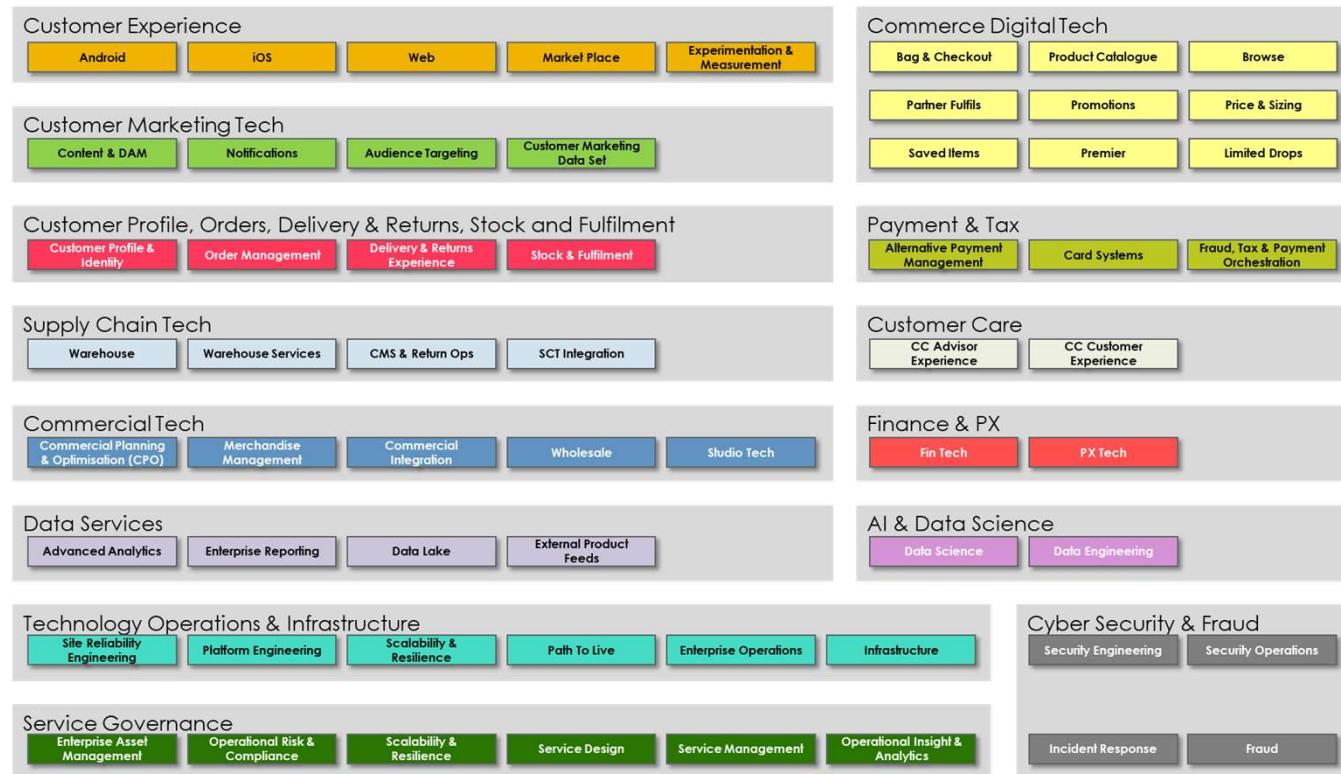 Customer Experience
Android
iOS
Web
Market Place
Experimentation &
Measurement
Customer Marketing Tech
Content & DAM
Notifications
Audience Targeting
Customer Marketing
Data Set
Customer Profile, Orders, Delivery & Returns, Stock and Fulfilment
Customer Profile &
Identity
Order Management
Delivery & Returns
Experience
Stock & Fulfilment
Supply Chain Tech
Warehouse
Warehouse Services
CMS & Return Ops
SCT Integration
Commercial Tech
Commercial Planning
& Optimisation (CPO)
Merchandise
Management
Commercial
Integration
Wholesale
Studio Tech
Data Services
Advanced Analytics
Enterprise Reporting
Data Lake
External Product
Feeds
Commerce Digital Tech
Bag & Checkout
Product Catalogue
Browse
Partner Fulfils
Promotions
Price & Sizing
Saved Items
Premier
Limited Drops
Payment & Tax
Alternative Payment
Management
Card Systems
Fraud, Tax & Payment
Orchestration
Customer Care
CC Advisor
Experience
CC Customer
Experience
Finance & PX
Fin Tech
PX Tech
AI & Data Science
Data Science
Data Engineering
Technology Operations & Infrastructure
Site Reliability
Engineering
Platform Engineering
Scalability &
Resilience
Path To Live
Enterprise Operations
Infrastructure
Service Governance
Enterprise Asset
Management
Operational Risk &
Compliance
Scalability &
Resilience
Service Design
Service Management
Operational Insight &
Analytics
Cyber Security & Fraud
Security Engineering
Security Operations
Incident Response
Fraud